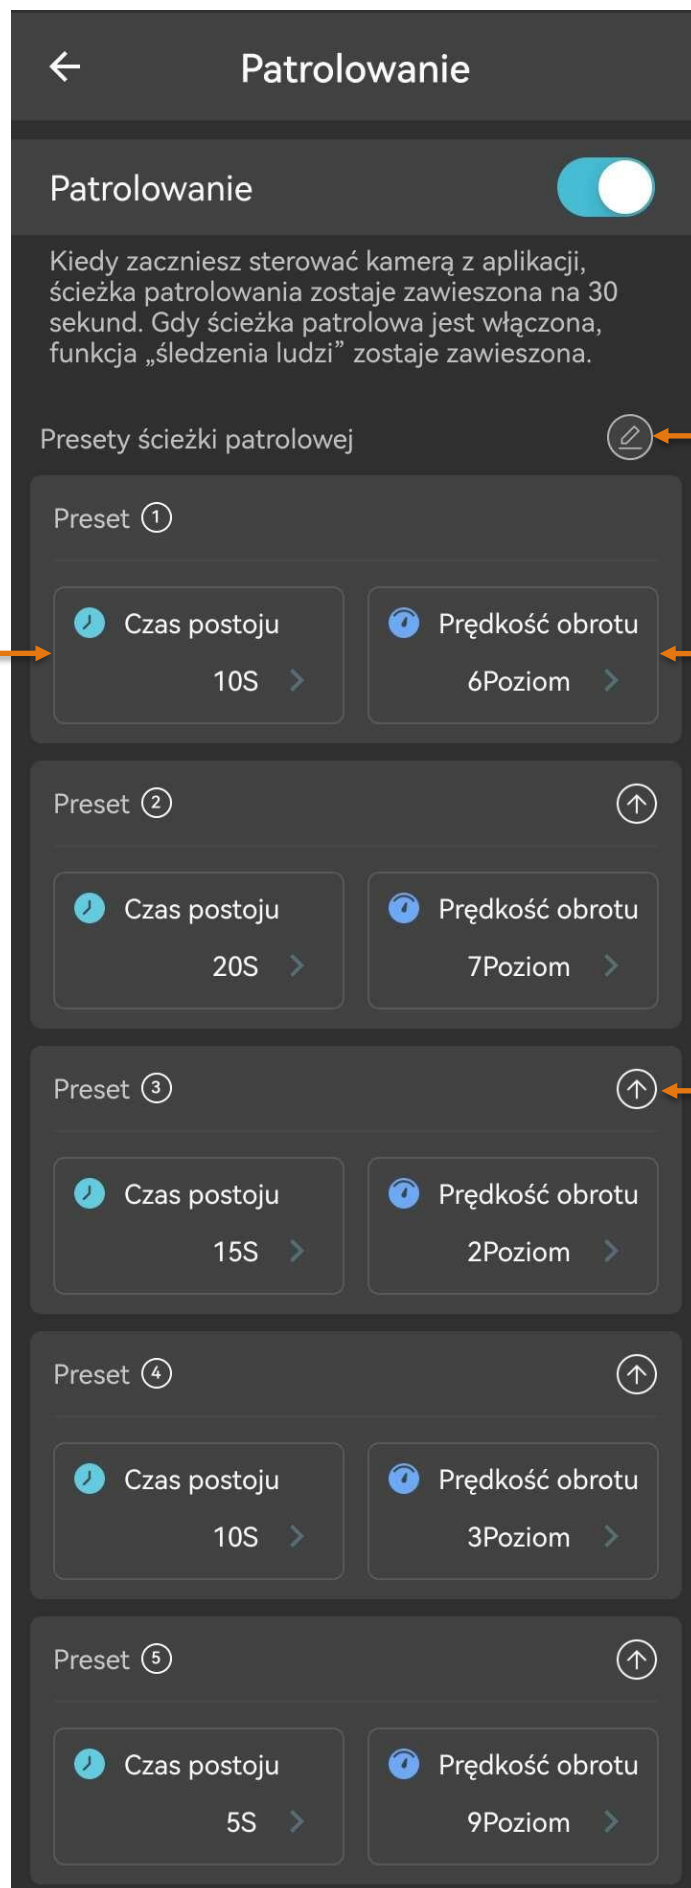 Patrolowanie
Patrolowanie
Kiedy zaczniesz sterować kamerą z aplikacji,
ścieżka patrolowania zostaje zawieszona na 30
sekund. Gdy ścieżka patrolowa jest włączona,
funkcja „śledzenia ludzi” zostaje zawieszona.
Presety ścieżki patrolowej
Preset 1
Czas postoju Prędkość obrotu
10S 6Poziom
Preset 2
Czas postoju Prędkość obrotu
20S 7Poziom
Preset 3
Czas postoju Prędkość obrotu
15S 2Poziom
Preset 4
Czas postoju Prędkość obrotu
10S 3Poziom
Preset 5
Czas postoju Prędkość obrotu
5S 9Poziom